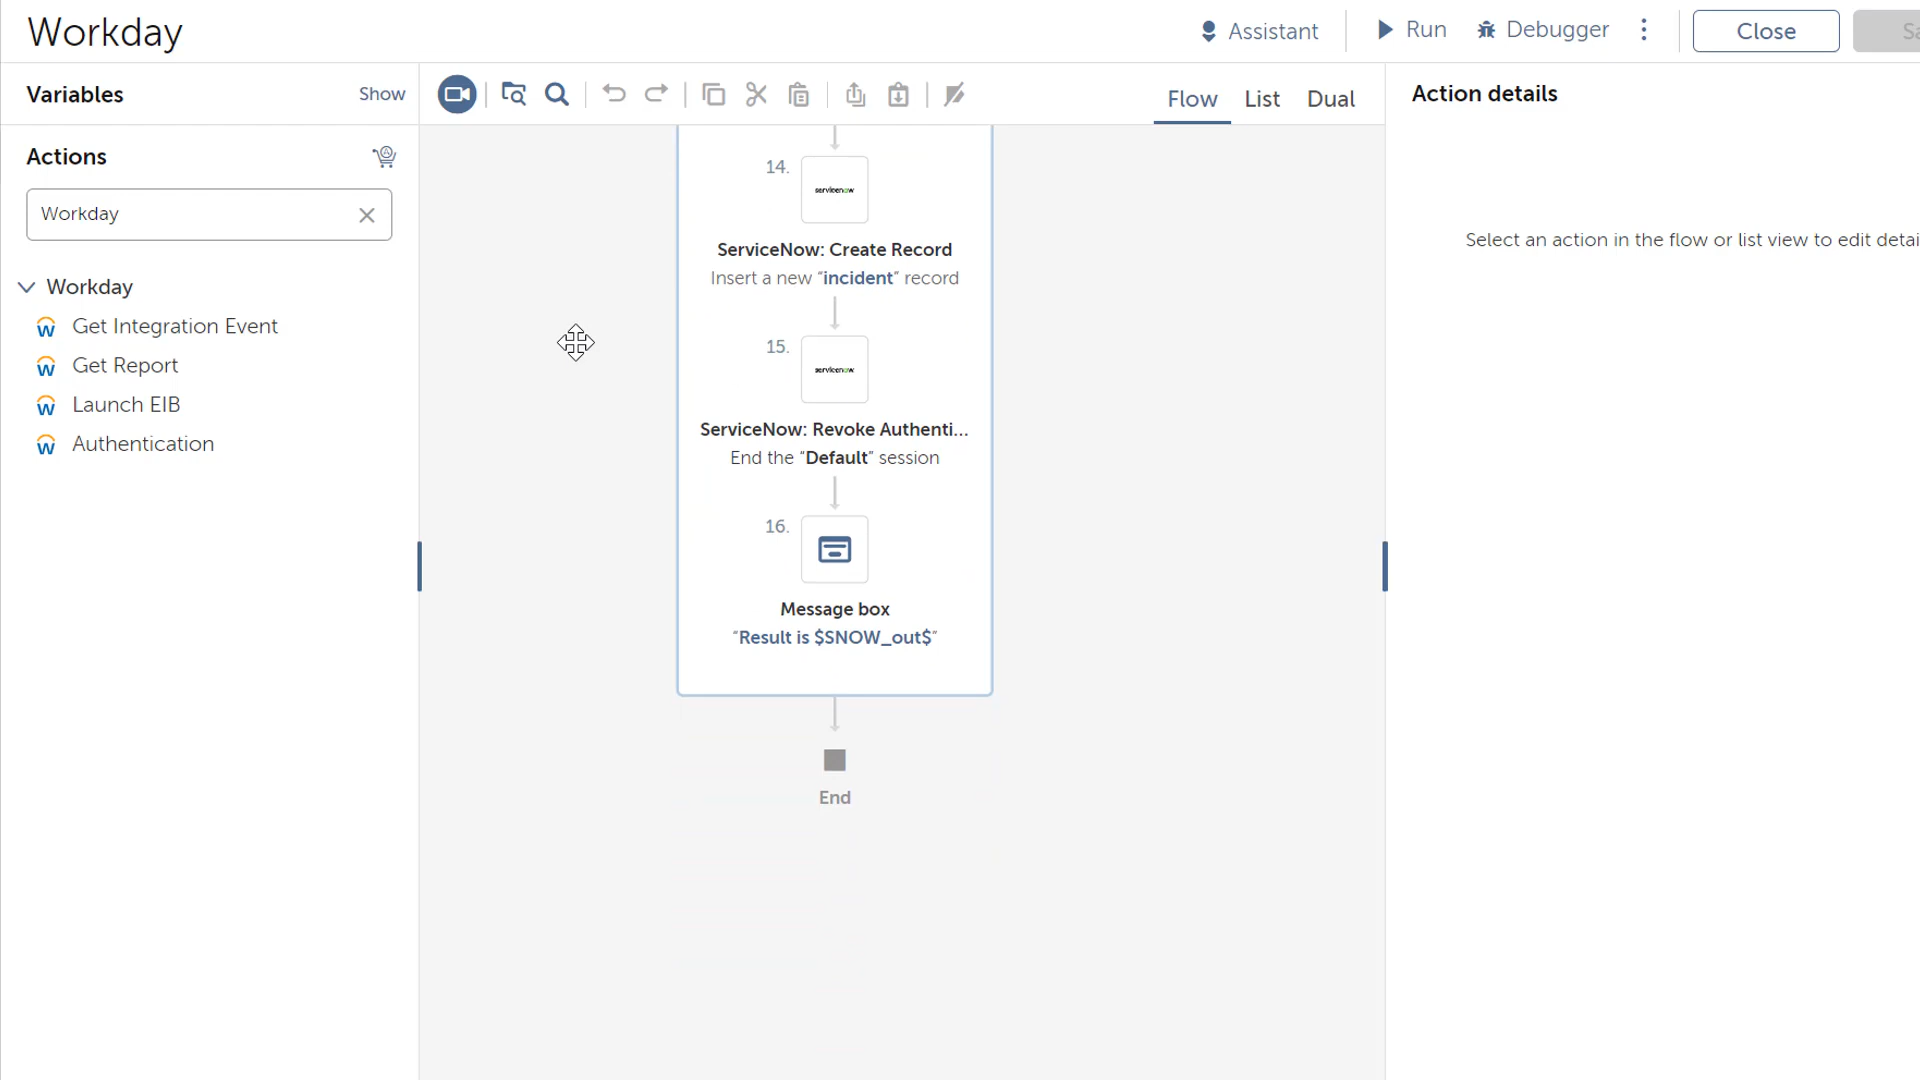 Workday
Assistant
Run
Debugger
Close
Variables
Show
Flow
List
Dual
Action details
Actions
Workday
Workday
Get Integration Event
Get Report
Launch EIB
Authentication
14.
servicenow
ServiceNow: Create Record
Insert a new “incident” record
15.
servicenow
ServiceNow: Revoke Authenti...
End the “Default” session
16.
Message box
“Result is $SNOW_out$”
End
Select an action in the flow or list view to edit